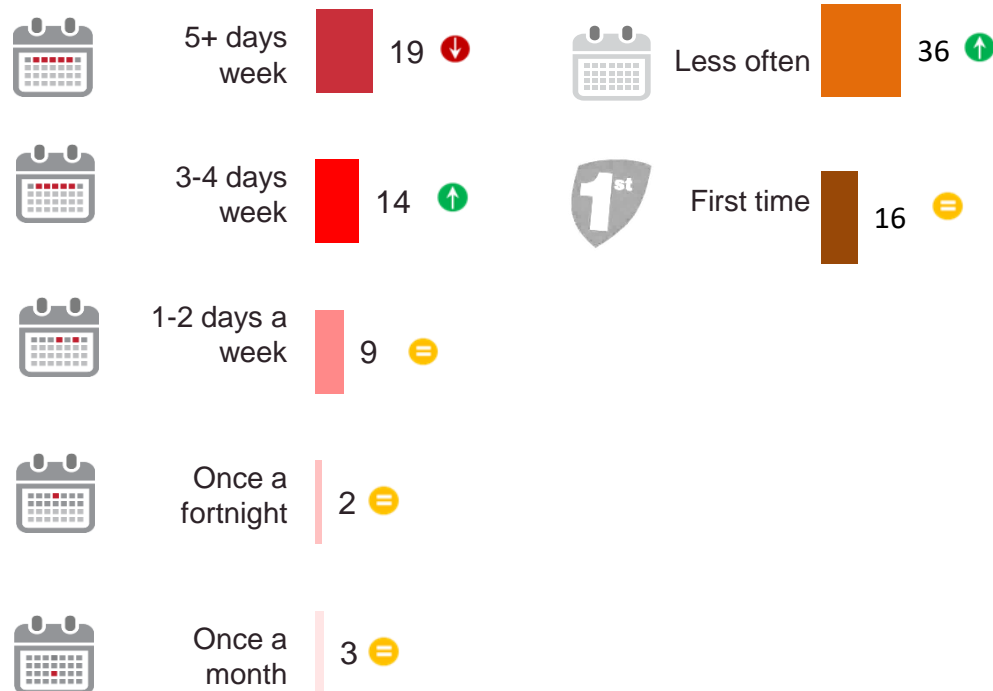 5+ days
week
19
3-4 days
week
14
1-2 days a
week
9
Once a
fortnight
2
Once a
month
3
Less often
36
1st
First time
16